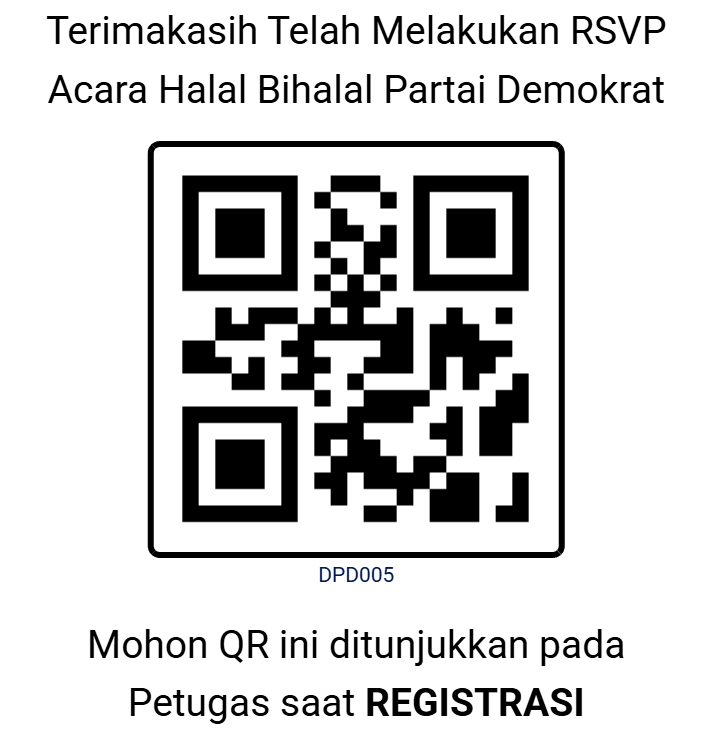 Terimakasih Telah Melakukan RSVP
Acara Halal Bihalal Partai Demokrat
DPD005
Mohon QR ini ditunjukkan pada
Petugas saat REGISTRASI